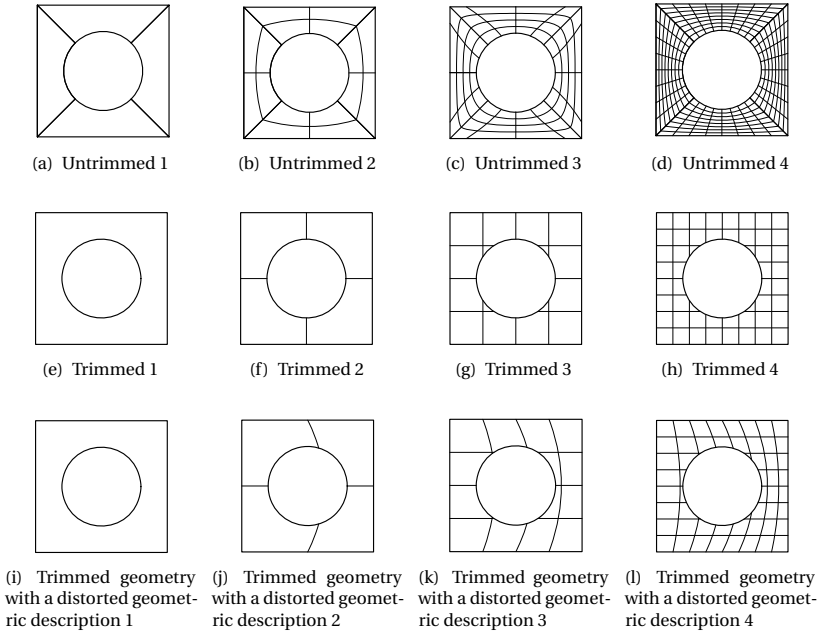 (a) Untrimmed 1
(b) Untrimmed 2
(c) Untrimmed 3
(d) Untrimmed 4
(e) Trimmed 1
(f) Trimmed 2
(g) Trimmed 3
(h) Trimmed 4
(i) Trimmed geometry
with a distorted geomet-
ric description 1
(j) Trimmed geometry
with a distorted geomet-
ric description 2
(k) Trimmed geometry
with a distorted geomet-
ric description 3
(l) Trimmed geometry
with a distorted geomet-
ric description 4